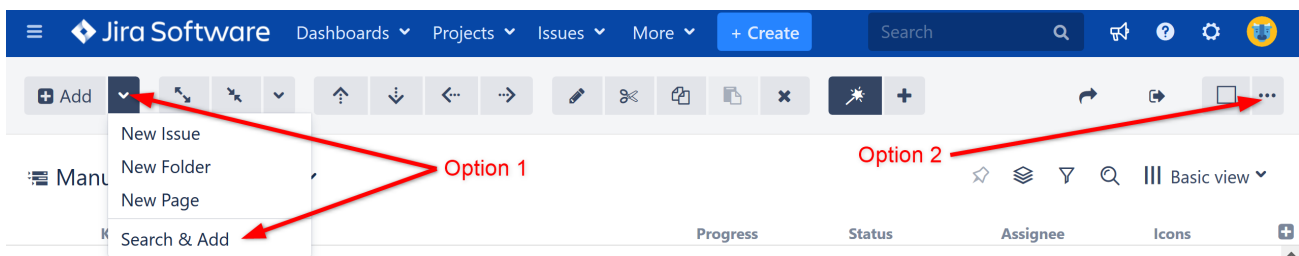 Jira Software Dashboards Projects Issues More + Create Search
Add
New Issue
New Folder
New Page
Search & Add
Option 1
Option 2
Manu
Basic view
K Progress Status Assignee Icons